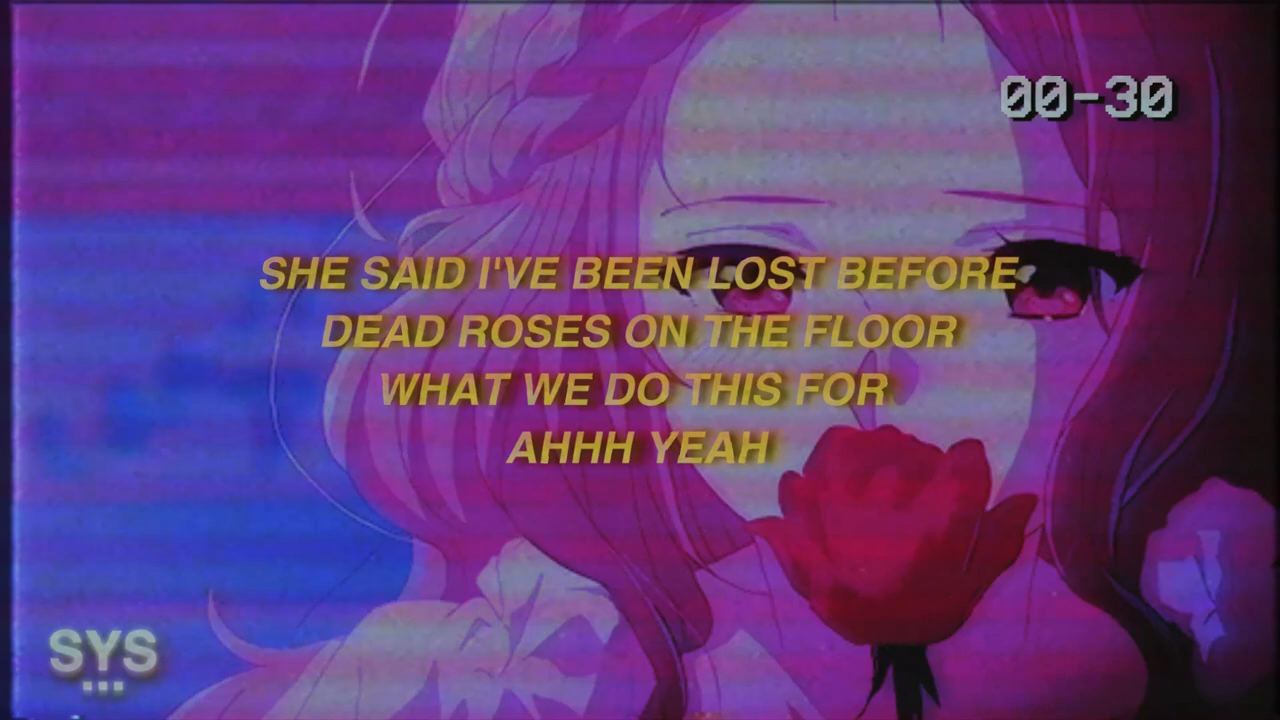 00-30
SHE SAID I'VE BEEN LOST BEFORE
DEAD ROSES ON THE FLOOR
WHAT WE DO THIS FOR
AHHH YEAH
SYS
...